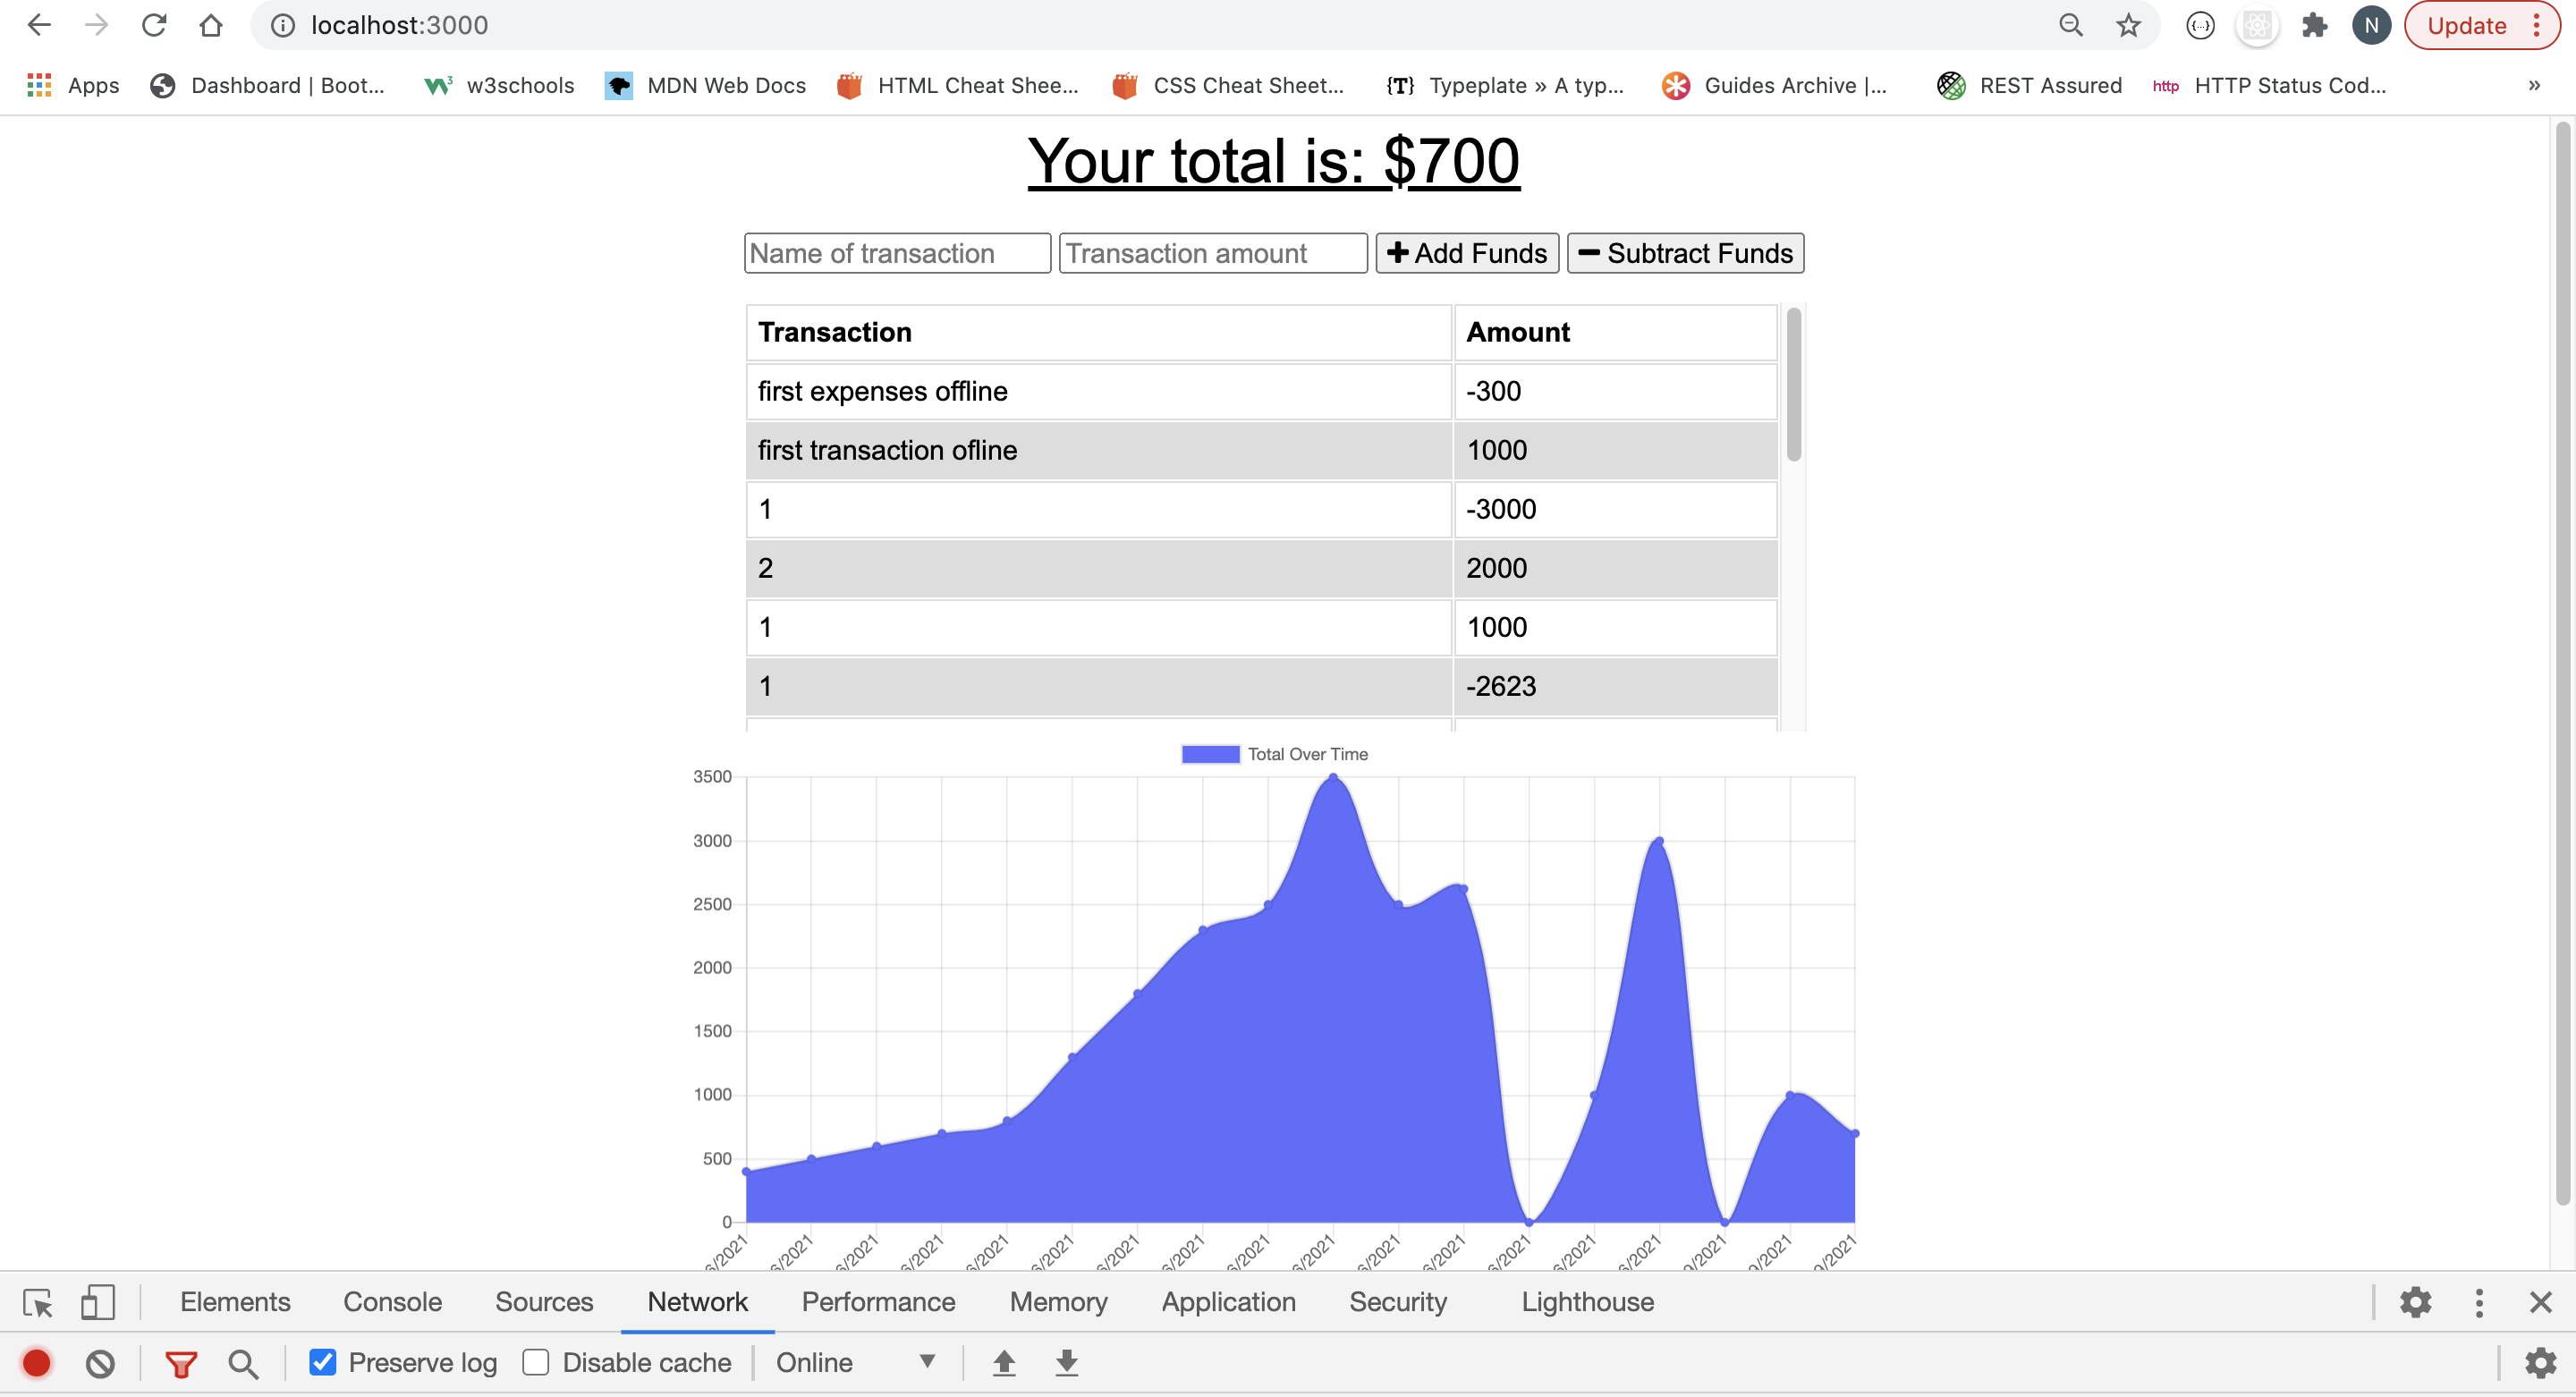 localhost:3000
N
Update
Apps
Dashboard | Boot...
w3schools
MDN Web Docs
HTML Cheat Shee...
CSS Cheat Sheet...
{T} Typeplate » A typ...
Guides Archive |...
REST Assured
http HTTP Status Cod...
»
Your total is: $700
Name of transaction Transaction amount Add Funds Subtract Funds
Transaction Amount
first expenses offline -300
first transaction ofline 1000
1 -3000
2 2000
1 1000
1 -2623
Total Over Time
3500
3000
2500
2000
1500
1000
500
0
6/2021 6/2021 6/2021 6/2021 6/2021 6/2021 6/2021 6/2021 6/2021 6/2021 6/2021 6/2021 6/2021 6/2021 6/2021 9/2021 9/2021 9/2021
Elements Console Sources Network Performance Memory Application Security Lighthouse
Preserve log Disable cache Online